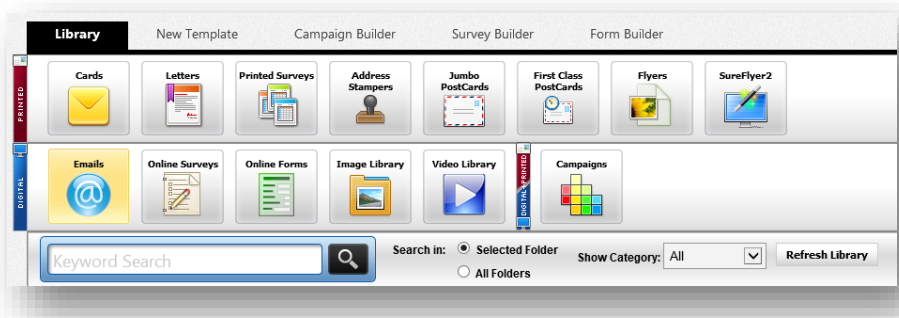 Library New Template Campaign Builder Survey Builder Form Builder
PRINTED
Cards Letters Printed Surveys Address Stampers Jumbo PostCards First Class PostCards Flyers SureFlyer2
DIGITAL
Emails Online Surveys Online Forms Image Library Video Library
DIGITAL+PRINTED
Campaigns
Keyword Search
Search in: Selected Folder
All Folders
Show Category: All
Refresh Library